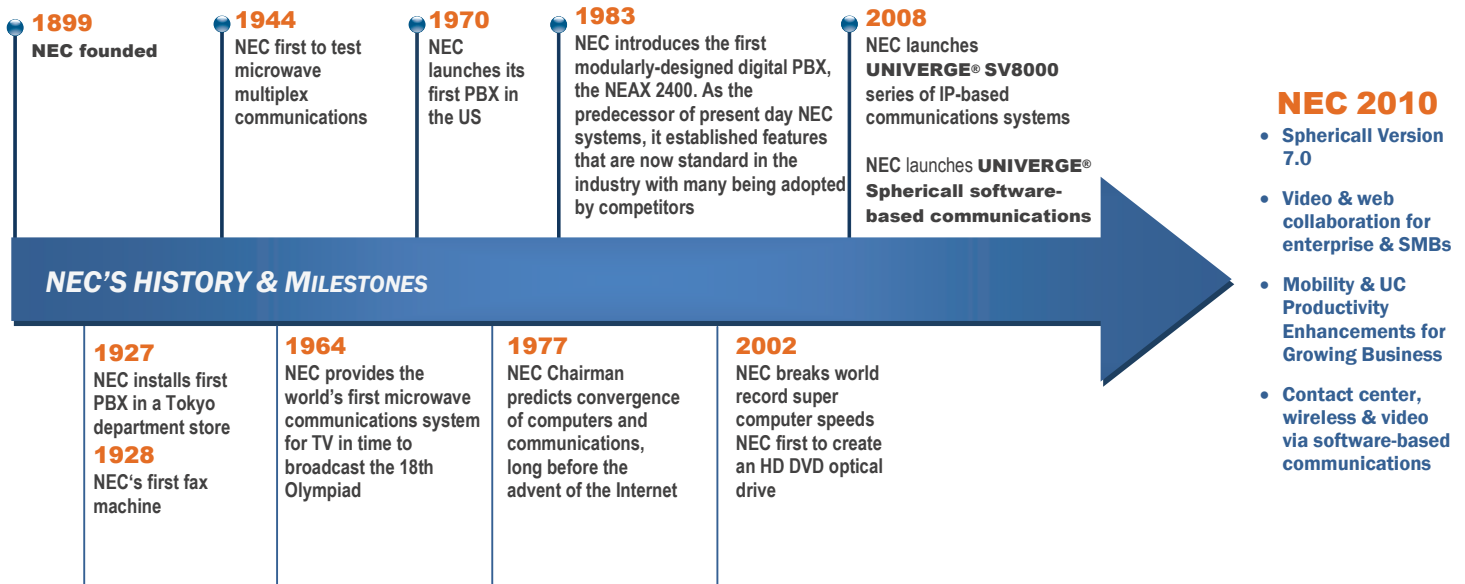 1899
NEC founded
1944
NEC first to test
microwave
multiplex
communications
1970
NEC
launches its
first PBX in
the US
1983
NEC introduces the first
modularly-designed digital PBX,
the NEAX 2400. As the
predecessor of present day NEC
systems, it established features
that are now standard in the
industry with many being adopted
by competitors
2008
NEC launches
UNIVERGE® SV8000
series of IP-based
communications systems
NEC launches UNIVERGE®
Sphericall software-
based communications
NEC 2010
• Sphericall Version
7.0
• Video & web
collaboration for
enterprise & SMBs
• Mobility & UC
Productivity
Enhancements for
Growing Business
• Contact center,
wireless & video
via software-based
communications
NEC'S HISTORY & MILESTONES
1927
NEC installs first
PBX in a Tokyo
department store
1928
NEC‘s first fax
machine
1964
NEC provides the
world's first microwave
communications system
for TV in time to
broadcast the 18th
Olympiad
1977
NEC Chairman
predicts convergence
of computers and
communications,
long before the
advent of the Internet
2002
NEC breaks world
record super
computer speeds
NEC first to create
an HD DVD optical
drive